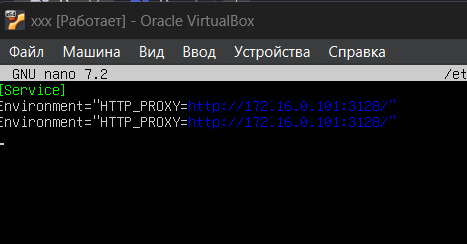 xxx [Работает] - Oracle VirtualBox
Файл Машина Вид Ввод Устройства Справка
GNU nano 7.2 /et
[Service]
Environment="HTTP_PROXY=http://172.16.0.101:3128/"
Environment="HTTP_PROXY=http://172.16.0.101:3128/"